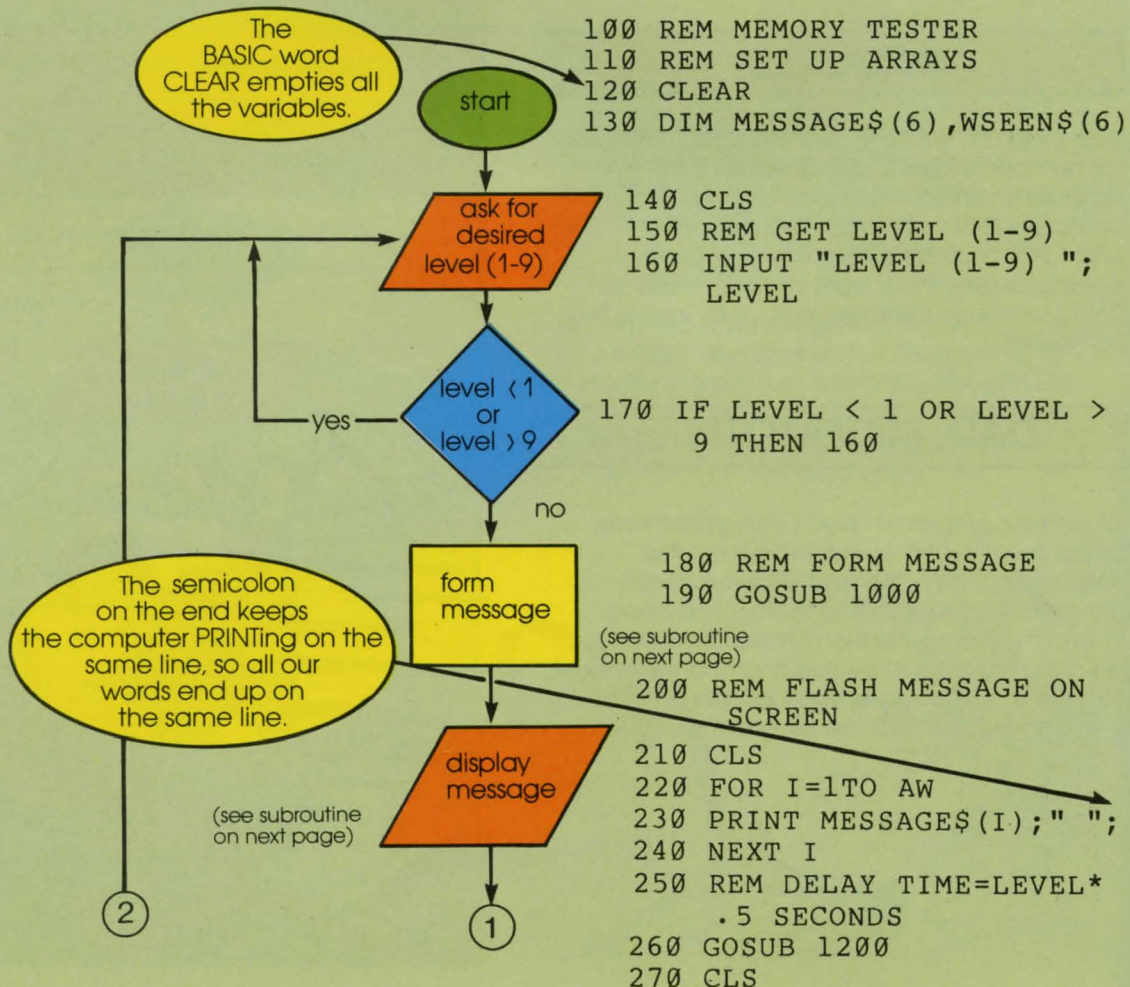 The
BASIC word
CLEAR empties all
the variables.
start
100 REM MEMORY TESTER
110 REM SET UP ARRAYS
120 CLEAR
130 DIM MESSAGE$(6),WSEEN$(6)
ask for
desired
level (1-9)
140 CLS
150 REM GET LEVEL (1-9)
160 INPUT "LEVEL (1-9) ";
LEVEL
level < 1
or
level > 9
yes
no
170 IF LEVEL < 1 OR LEVEL >
9 THEN 160
form
message
180 REM FORM MESSAGE
190 GOSUB 1000
(see subroutine
on next page)
The semicolon
on the end keeps
the computer PRINTing on the
same line, so all our
words end up on
the same line.
200 REM FLASH MESSAGE ON
SCREEN
display
message
(see subroutine
on next page)
210 CLS
220 FOR I=1TO AW
230 PRINT MESSAGE$(I);" ";
240 NEXT I
250 REM DELAY TIME=LEVEL*
.5 SECONDS
260 GOSUB 1200
270 CLS
2
1